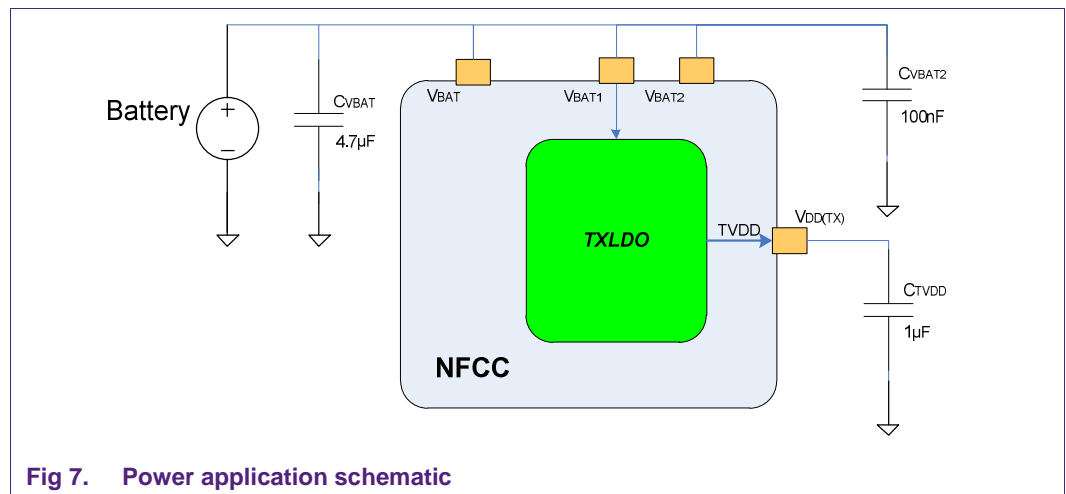 Battery
+
−
CVBAT
4.7µF
VBAT
VBAT1
VBAT2
CVBAT2
100nF
TXLDO
TVDD
VDD(TX)
CTVDD
1µF
NFCC
Fig 7. Power application schematic